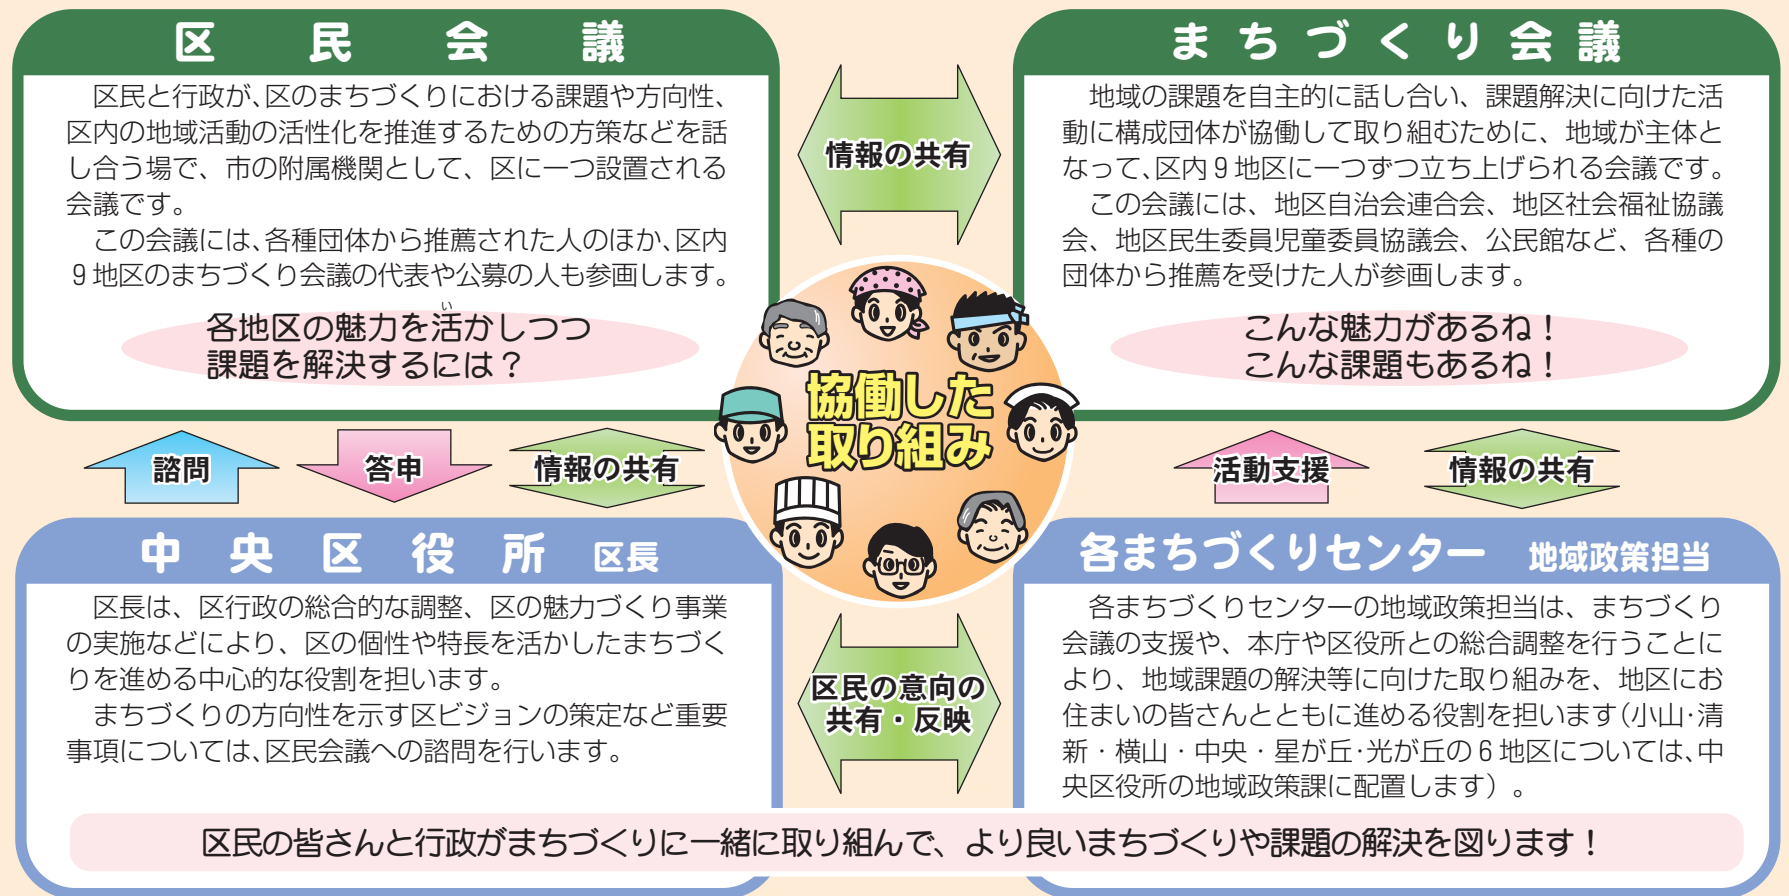 区民会議
区民と行政が、区のまちづくりにおける課題や方向性、
区内の地域活動の活性化を推進するための方策などを話
し合う場で、市の附属機関として、区に一つ設置される
会議です。
この会議には、各種団体から推薦された人のほか、区内
9地区のまちづくり会議の代表や公募の人も参画します。
い
各地区の魅力を活かしつつ
課題を解決するには？
情報の共有
まちづくり会議
地域の課題を自主的に話し合い、課題解決に向けた活
動に構成団体が協働して取り組むために、地域が主体と
なって、区内9地区に一つずつ立ち上げられる会議です。
この会議には、地区自治会連合会、地区社会福祉協議
会、地区民生委員児童委員協議会、公民館など、各種の
団体から推薦を受けた人が参画します。
こんな魅力があるね！
こんな課題もあるね！
協働した
取り組み
諮問
答申
情報の共有
活動支援
情報の共有
中央区役所 区長
区長は、区行政の総合的な調整、区の魅力づくり事業
の実施などにより、区の個性や特長を活かしたまちづく
りを進める中心的な役割を担います。
まちづくりの方向性を示す区ビジョンの策定など重要
事項については、区民会議への諮問を行います。
区民の意向の
共有・反映
各まちづくりセンター 地域政策担当
各まちづくりセンターの地域政策担当は、まちづくり
会議の支援や、本庁や区役所との総合調整を行うことに
より、地域課題の解決等に向けた取り組みを、地区にお
住まいの皆さんとともに進める役割を担います（小山・清
新・横山・中央・星が丘・光が丘の6地区については、中
央区役所の地域政策課に配置します）。
区民の皆さんと行政がまちづくりに一緒に取り組んで、より良いまちづくりや課題の解決を図ります！